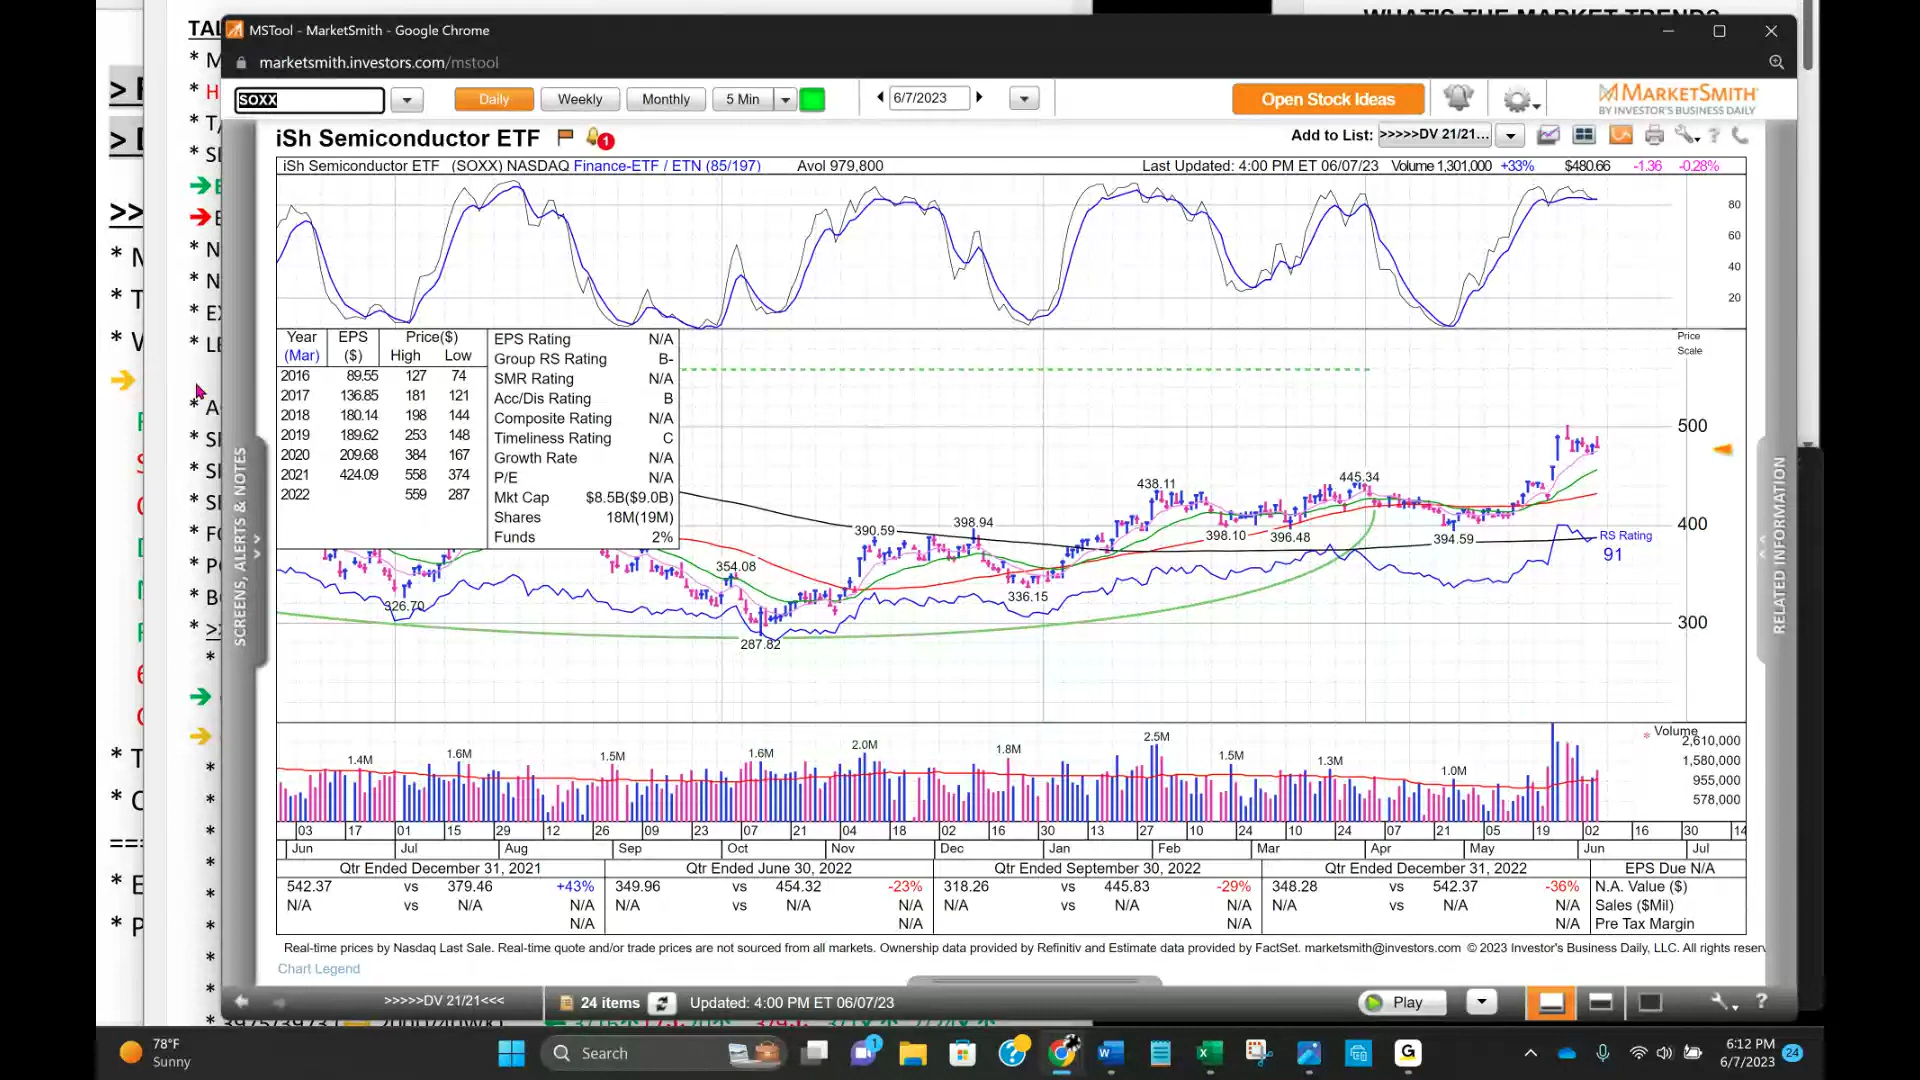 WHAT'S THE MARKET TREND?
TAL
MSTool - MarketSmith - Google Chrome
marketsmith.investors.com/mstool
SOXX
Daily Weekly Monthly 5 Min 6/7/2023
Open Stock Ideas
MARKETSMITH
BY INVESTOR'S BUSINESS DAILY
iSh Semiconductor ETF 1
Add to List: >>>>>DV 21/21...
iSh Semiconductor ETF (SOXX) NASDAQ Finance-ETF / ETN (85/197) Avol 979,800
Last Updated: 4:00 PM ET 06/07/23 Volume 1,301,000 +33% $480.66 -1.36 -0.28%
80
60
40
20
Year EPS Price($)
(Mar) ($) High Low
2016 89.55 127 74
2017 136.85 181 121
2018 180.14 198 144
2019 189.62 253 148
2020 209.68 384 167
2021 424.09 558 374
2022 559 287
EPS Rating N/A
Group RS Rating B-
SMR Rating N/A
Acc/Dis Rating B
Composite Rating N/A
Timeliness Rating C
Growth Rate N/A
P/E N/A
Mkt Cap $8.5B($9.0B)
Shares 18M(19M)
Funds 2%
Price
Scale
500
400
300
326.70
354.08
287.82
390.59
398.94
336.15
438.11
398.10
396.48
445.34
394.59
RS Rating
91
SCREENS, ALERTS & NOTES
RELATED INFORMATION
Volume
2,610,000
1,580,000
955,000
578,000
1.4M 1.6M 1.5M 1.6M 2.0M 1.8M 2.5M 1.5M 1.3M 1.0M
03 17 01 15 29 12 26 09 23 07 21 04 18 02 16 30 13 27 10 24 10 24 07 21 05 19 02 16 30 14
Jun Jul Aug Sep Oct Nov Dec Jan Feb Mar Apr May Jun Jul
Qtr Ended December 31, 2021 Qtr Ended June 30, 2022 Qtr Ended September 30, 2022 Qtr Ended December 31, 2022 EPS Due N/A
542.37 vs 379.46 +43% 349.96 vs 454.32 -23% 318.26 vs 445.83 -29% 348.28 vs 542.37 -36% N.A. Value ($)
N/A vs N/A N/A N/A vs N/A N/A N/A vs N/A N/A N/A vs N/A N/A Sales ($Mil)
N/A N/A N/A N/A Pre Tax Margin
Real-time prices by Nasdaq Last Sale. Real-time quote and/or trade prices are not sourced from all markets. Ownership data provided by Refinitiv and Estimate data provided by FactSet. marketsmith@investors.com © 2023 Investor's Business Daily, LLC. All rights reserv
Chart Legend
>>>>>DV 21/21<<< 24 items Updated: 4:00 PM ET 06/07/23 Play
78°F
Sunny
Search
6:12 PM
6/7/2023
24